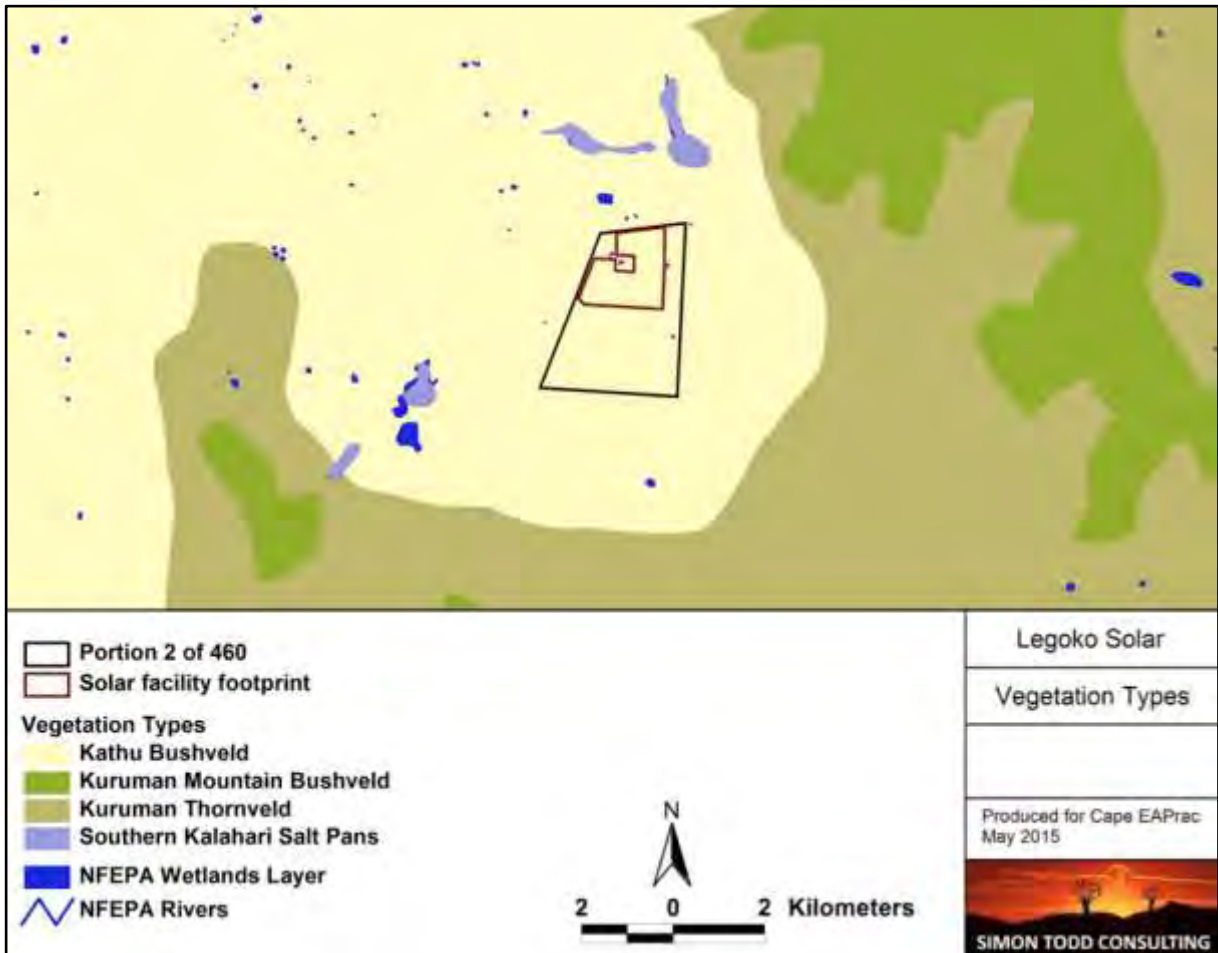 Portion 2 of 460
Solar facility footprint
Vegetation Types
Kathu Bushveld
Kuruman Mountain Bushveld
Kuruman Thornveld
Southern Kalahari Salt Pans
NFEPA Wetlands Layer
NFEPA Rivers
N
2 0 2 Kilometers
Legoko Solar
Vegetation Types
Produced for Cape EAPrac
May 2015
SIMON TODD CONSULTING